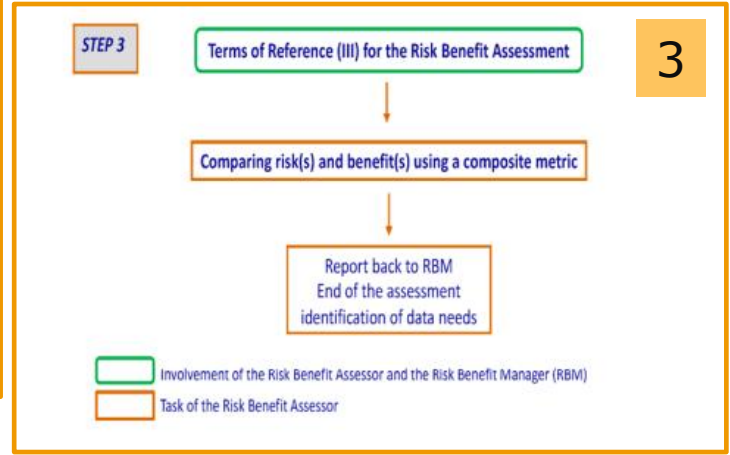 STEP 3
Terms of Reference (III) for the Risk Benefit Assessment
3
Comparing risk(s) and benefit(s) using a composite metric
Report back to RBM
End of the assessment
identification of data needs
Involvement of the Risk Benefit Assessor and the Risk Benefit Manager (RBM)
Task of the Risk Benefit Assessor